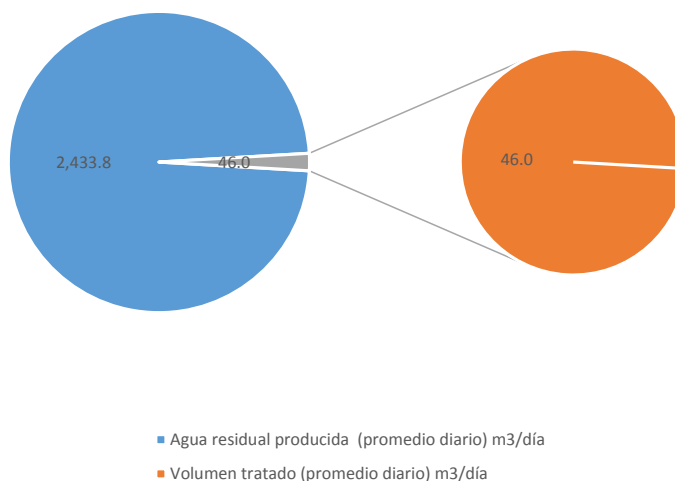 2,433.8
46.0
46.0
Agua residual producida (promedio diario) m3/día
Volumen tratado (promedio diario) m3/día